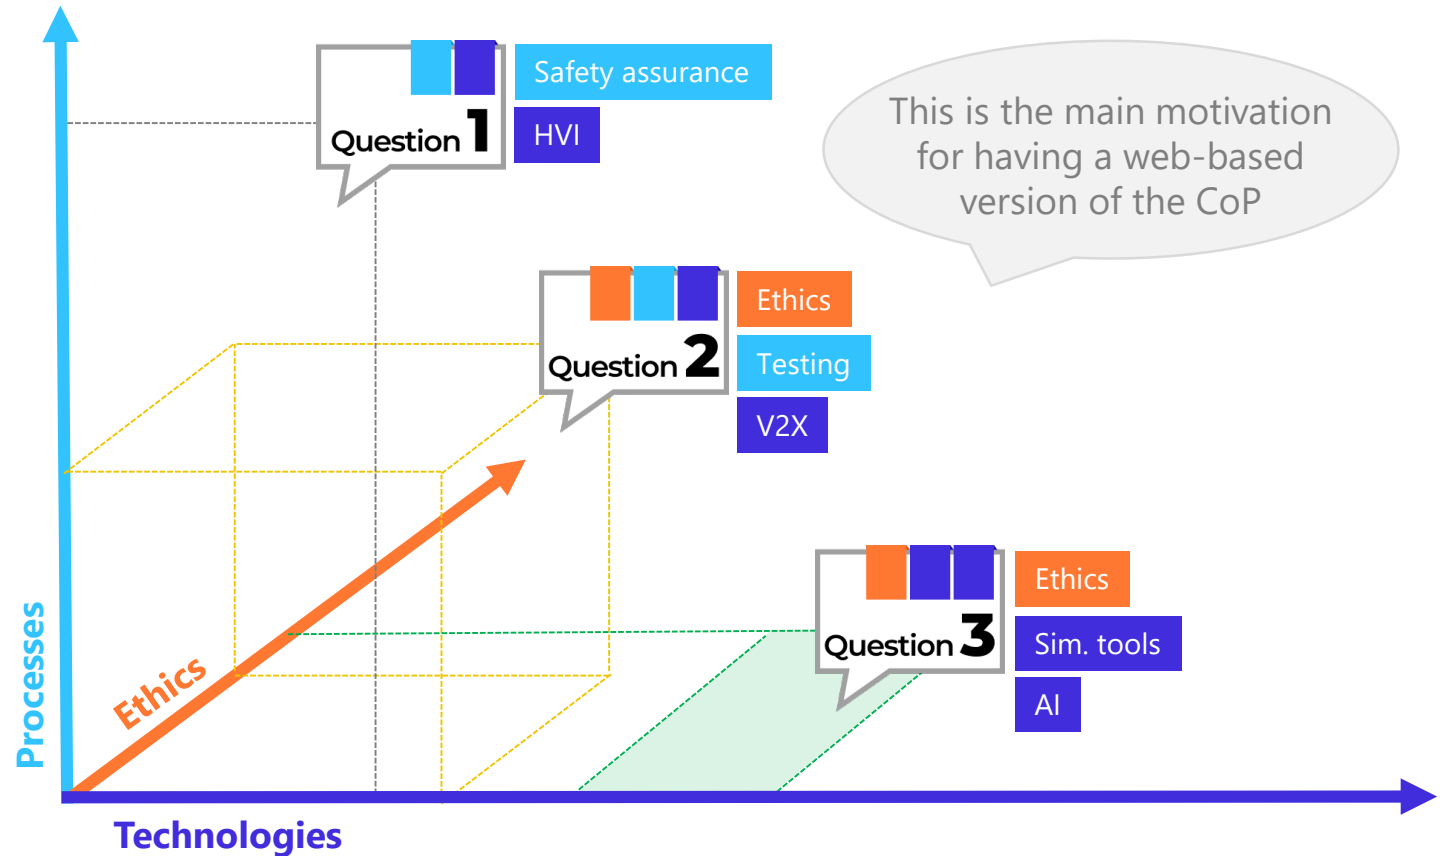 Safety assurance
HVI
Question 1
This is the main motivation
for having a web-based
version of the CoP
Question 2
Ethics
Testing
V2X
Question 3
Ethics
Sim. tools
AI
Processes
Ethics
Technologies